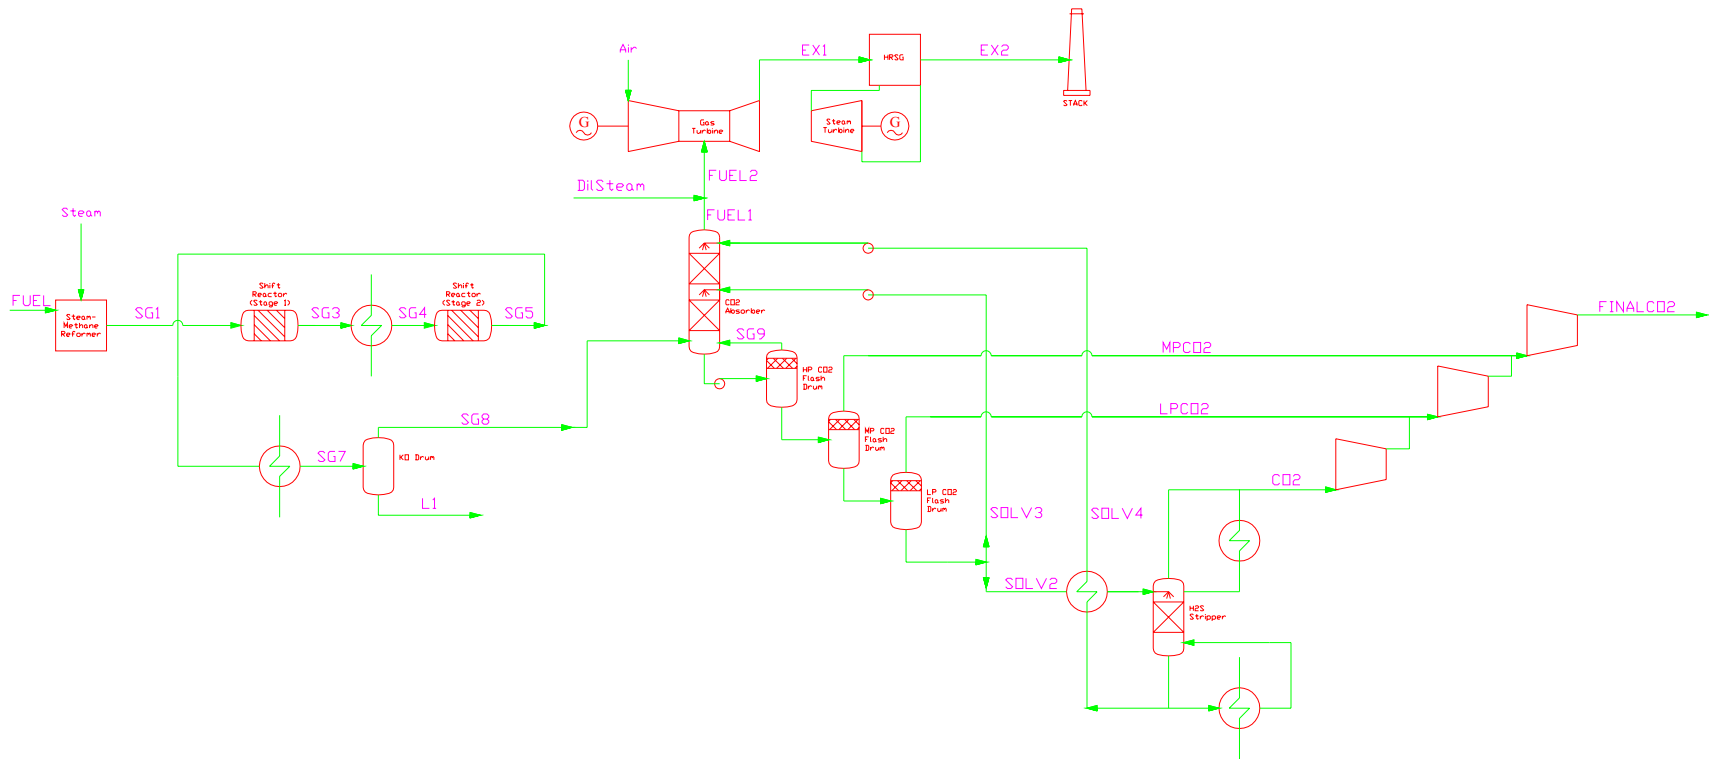 Air
EX1
HRSG
EX2
STACK
G
Gas
Turbine
Steam
Turbine
G
FUEL2
DilSteam
FUEL1
Steam
FUEL
Steam-
Methane
Reformer
SG1
Shift
Reactor
(Stage 1)
SG3
SG4
Shift
Reactor
(Stage 2)
SG5
CO2
Absorber
SG9
HP CO2
Flash
Drum
MPCO2
FINALCO2
LPCO2
SG8
MP CO2
Flash
Drum
SG7
KO Drum
L1
LP CO2
Flash
Drum
CO2
SOLV3
SOLV4
SOLV2
H2S
Stripper